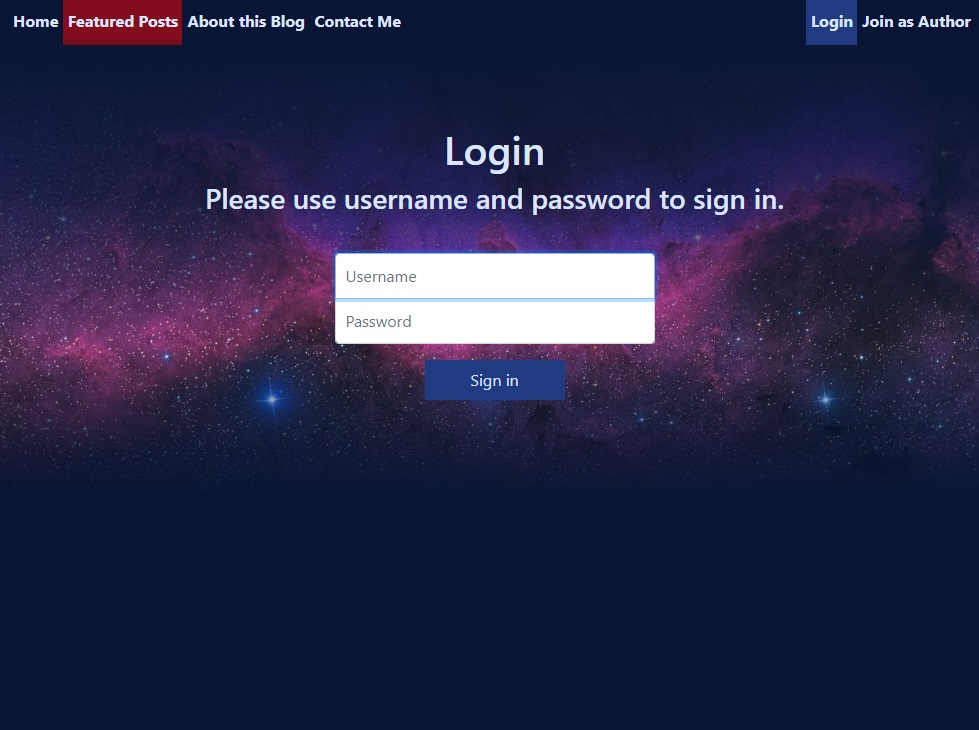 Home Featured Posts About this Blog Contact Me Login Join as Author
Login
Please use username and password to sign in.
Username
Password
Sign in